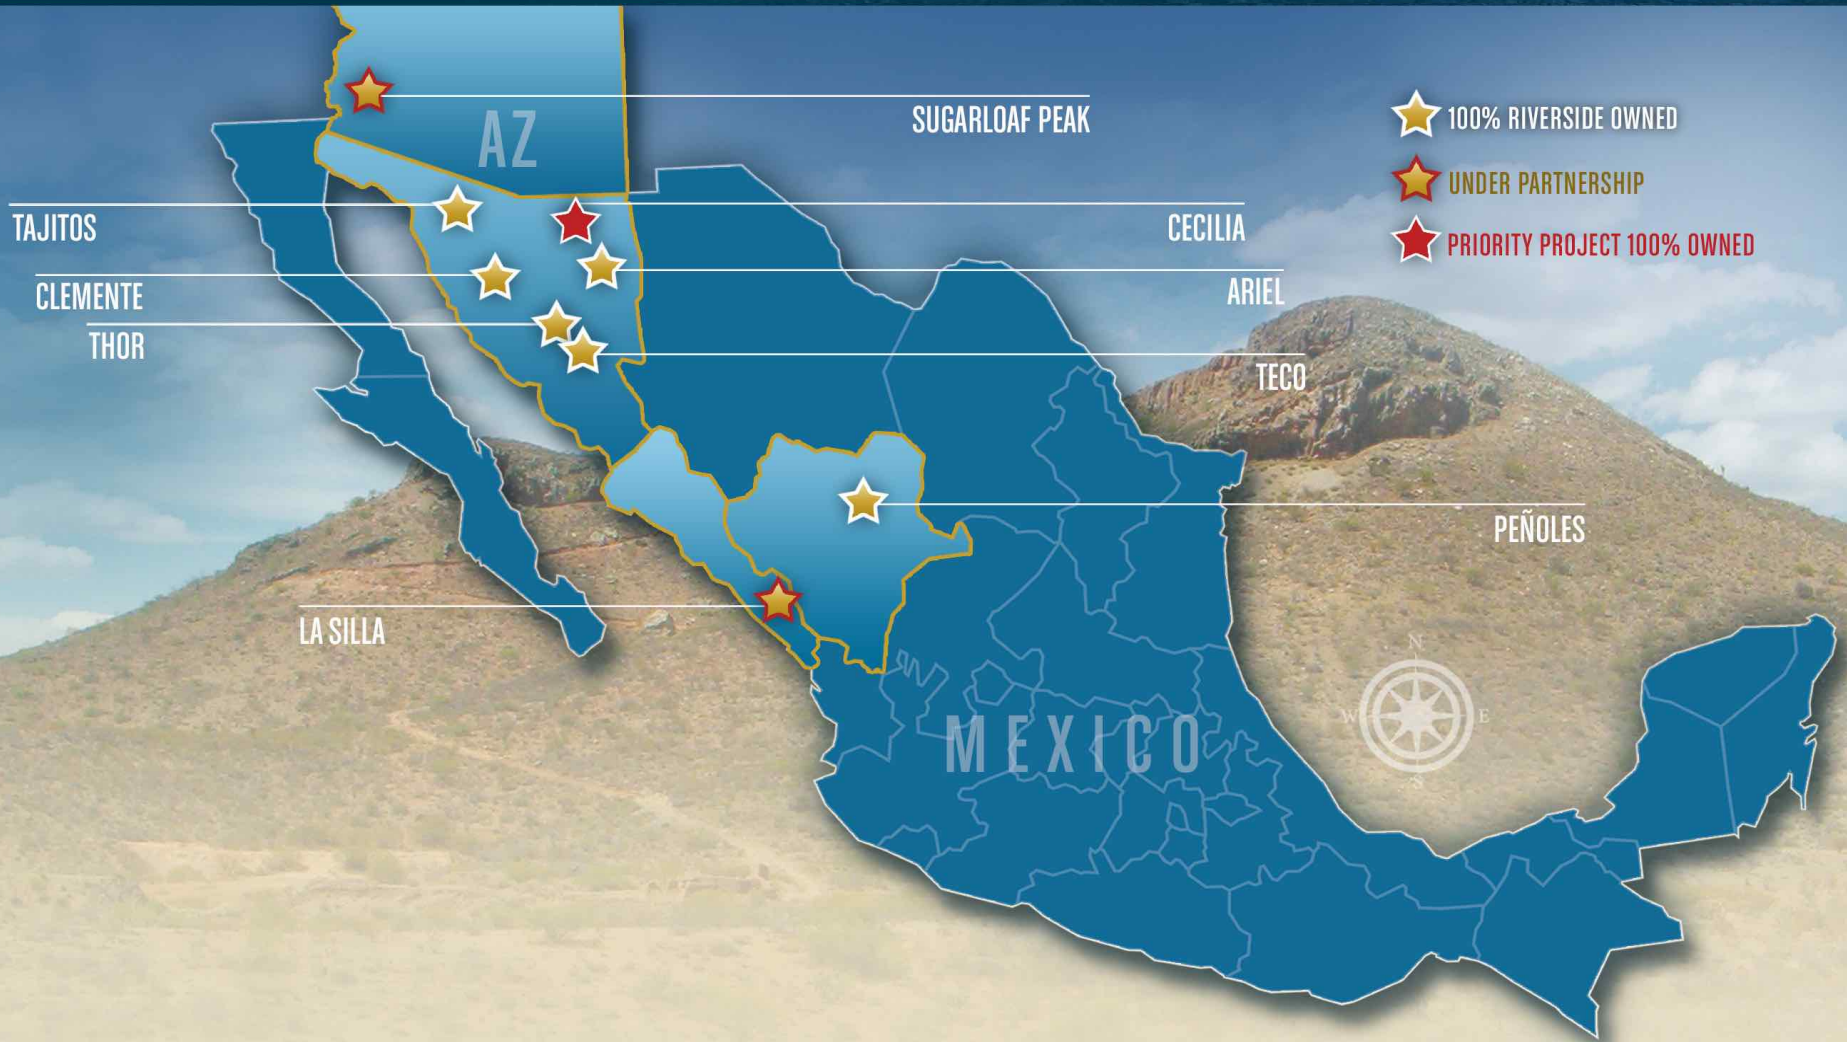 AZ
SUGARLOAF PEAK
100% RIVERSIDE OWNED
UNDER PARTNERSHIP
PRIORITY PROJECT 100% OWNED
TAJITOS
CECILIA
CLEMENTE
ARIEL
THOR
TECO
PEÑOLES
LA SILLA
MEXICO
N
W E
S